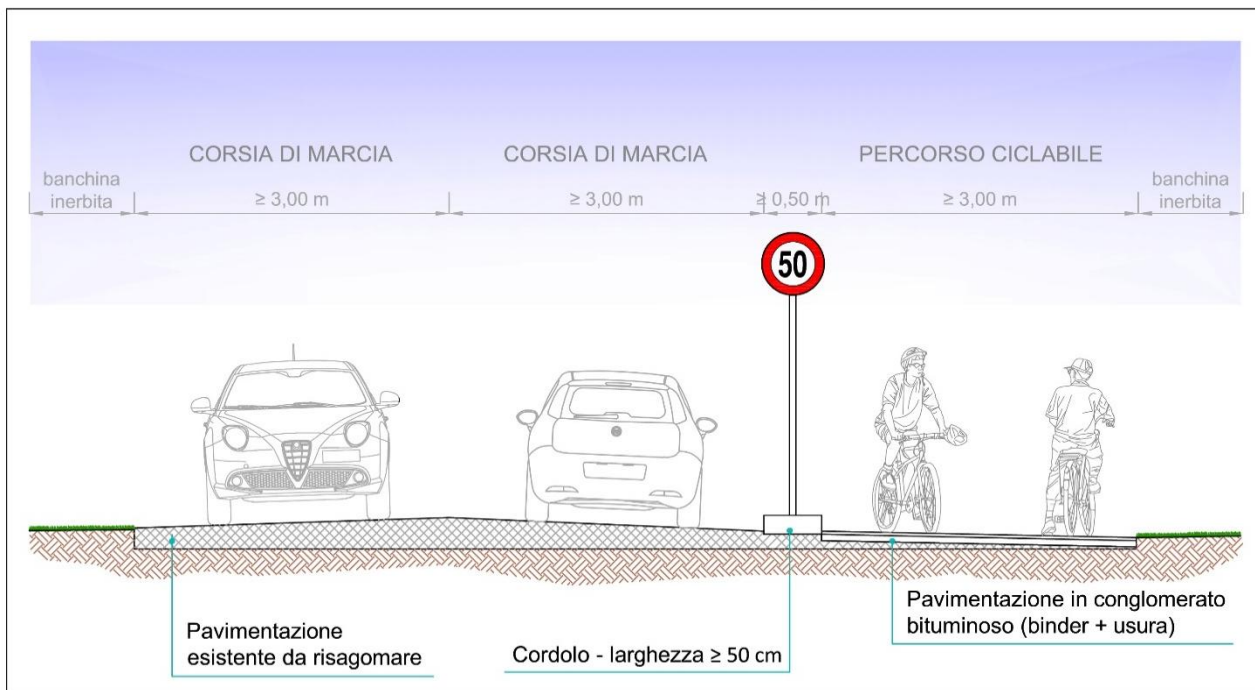 CORSIA DI MARCIA
CORSIA DI MARCIA
PERCORSO CICLABILE
banchina
inerbita
≥ 3,00 m
≥ 3,00 m
≥ 0,50 m
≥ 3,00 m
banchina
inerbita
50
Pavimentazione
esistente da risagomare
Cordolo - larghezza ≥ 50 cm
Pavimentazione in conglomerato
bituminoso (binder + usura)